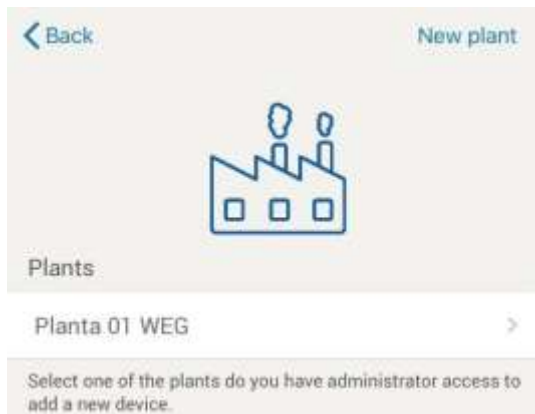 Back
New plant
Plants
Planta 01 WEG
Select one of the plants do you have administrator access to
add a new device.